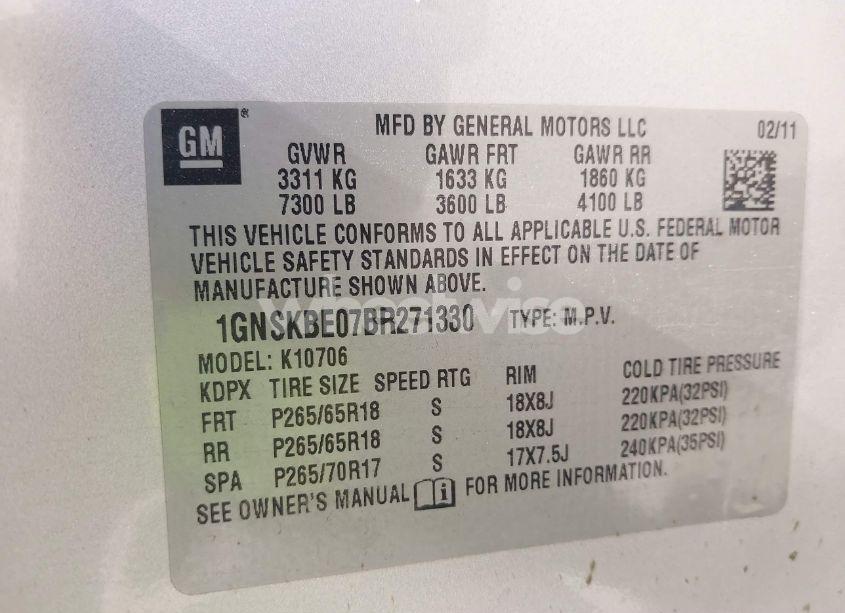 GM ®
MFD BY GENERAL MOTORS LLC 02/11
GVWR GAWR FRT GAWR RR
3311 KG 1633 KG 1860 KG
7300 LB 3600 LB 4100 LB
THIS VEHICLE CONFORMS TO ALL APPLICABLE U.S. FEDERAL MOTOR
VEHICLE SAFETY STANDARDS IN EFFECT ON THE DATE OF
MANUFACTURE SHOWN ABOVE.
Wheelwise
1GNSKBE07BR271330 TYPE: M.P.V.
MODEL: K10706
KDPX TIRE SIZE SPEED RTG RIM COLD TIRE PRESSURE
FRT P265/65R18 S 18X8J 220KPA(32PSI)
RR P265/65R18 S 18X8J 220KPA(32PSI)
SPA P265/70R17 S 17X7.5J 240KPA(35PSI)
SEE OWNER'S MANUAL FOR MORE INFORMATION.